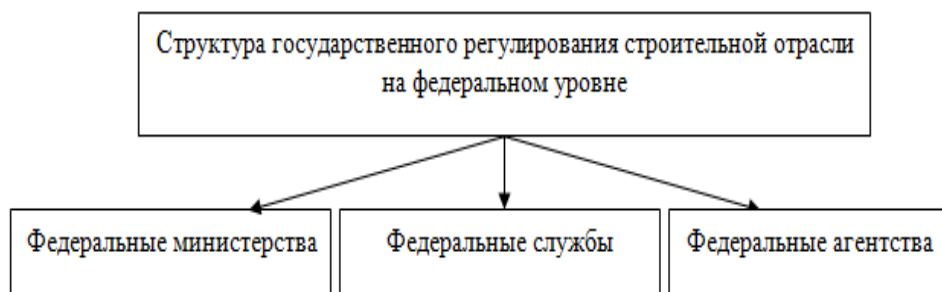 Структура государственного регулирования строительной отрасли
на федеральном уровне
Федеральные министерства
Федеральные службы
Федеральные агентства